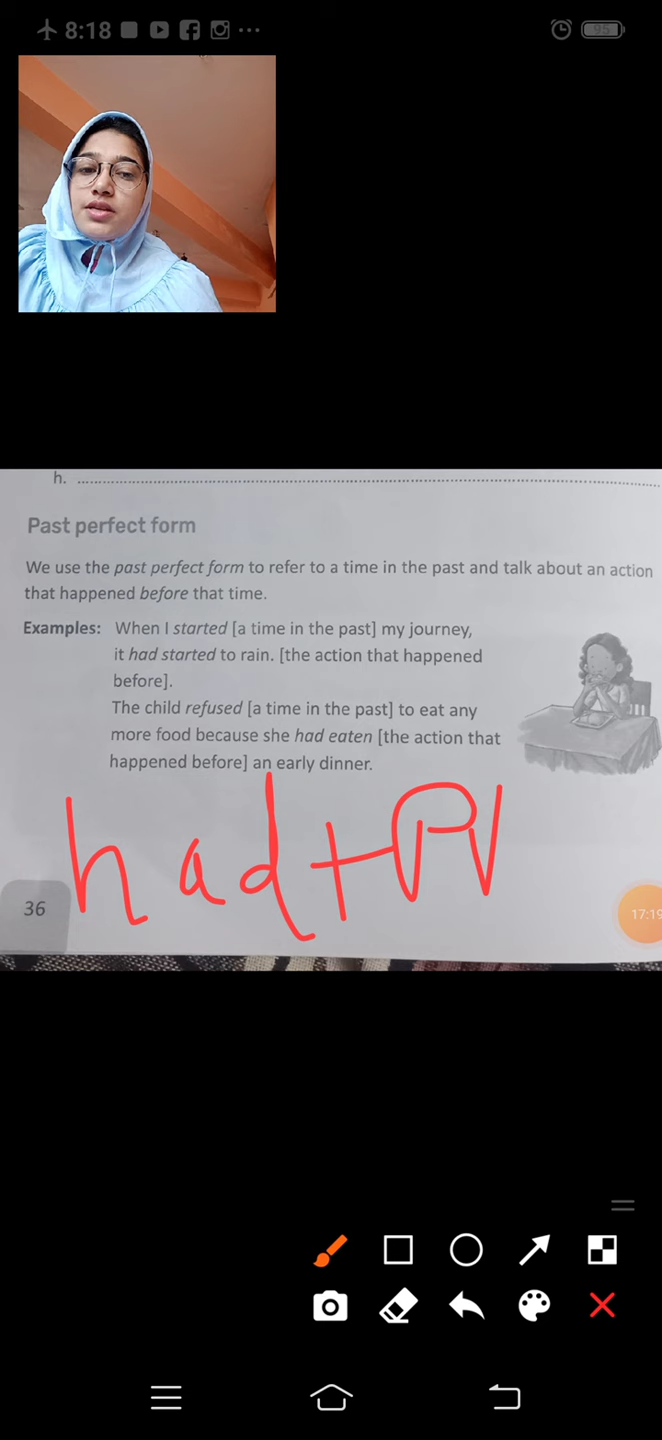 8:18
95
h. ........................................................................
Past perfect form
We use the past perfect form to refer to a time in the past and talk about an action
that happened before that time.
Examples: When I started [a time in the past] my journey,
it had started to rain. [the action that happened
before].
The child refused [a time in the past] to eat any
more food because she had eaten [the action that
happened before] an early dinner.
had+PV
36
17:19